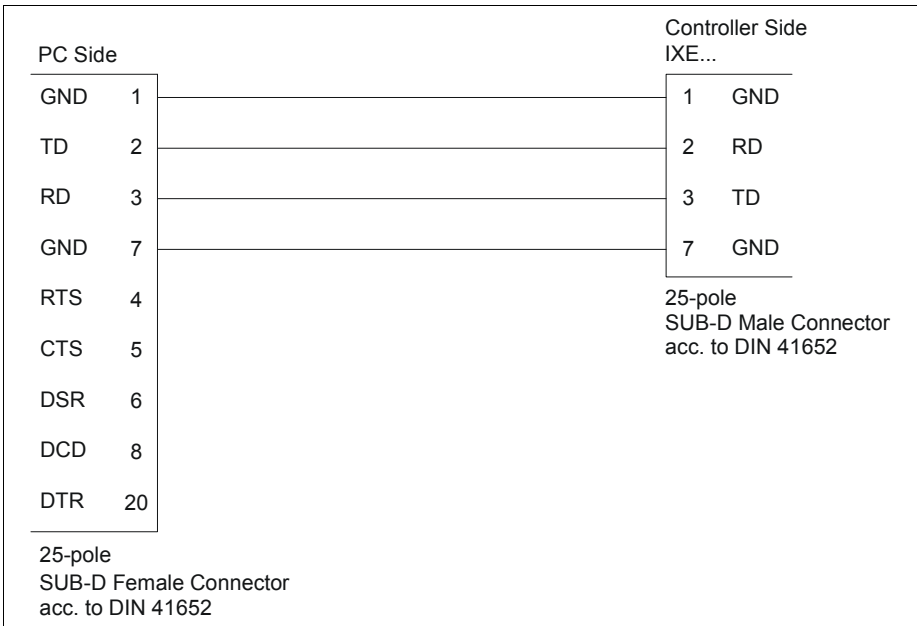 Controller Side
IXE...
PC Side
GND 1
TD 2
RD 3
GND 7
RTS 4
CTS 5
DSR 6
DCD 8
DTR 20
1 GND
2 RD
3 TD
7 GND
25-pole
SUB-D Male Connector
acc. to DIN 41652
25-pole
SUB-D Female Connector
acc. to DIN 41652